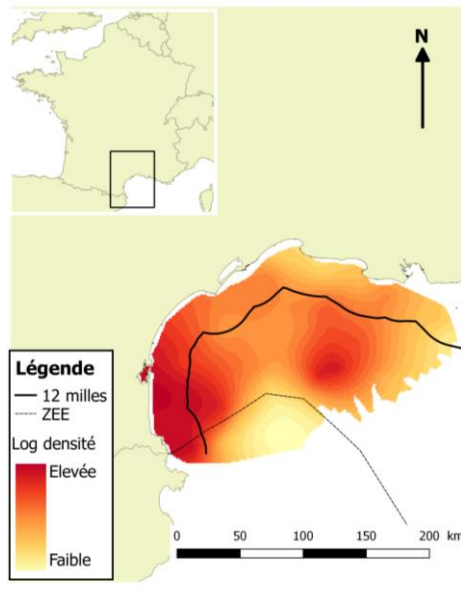 N
Légende
12 milles
ZEE
Log densité
Elevée
Faible
0 50 100 150 200 km